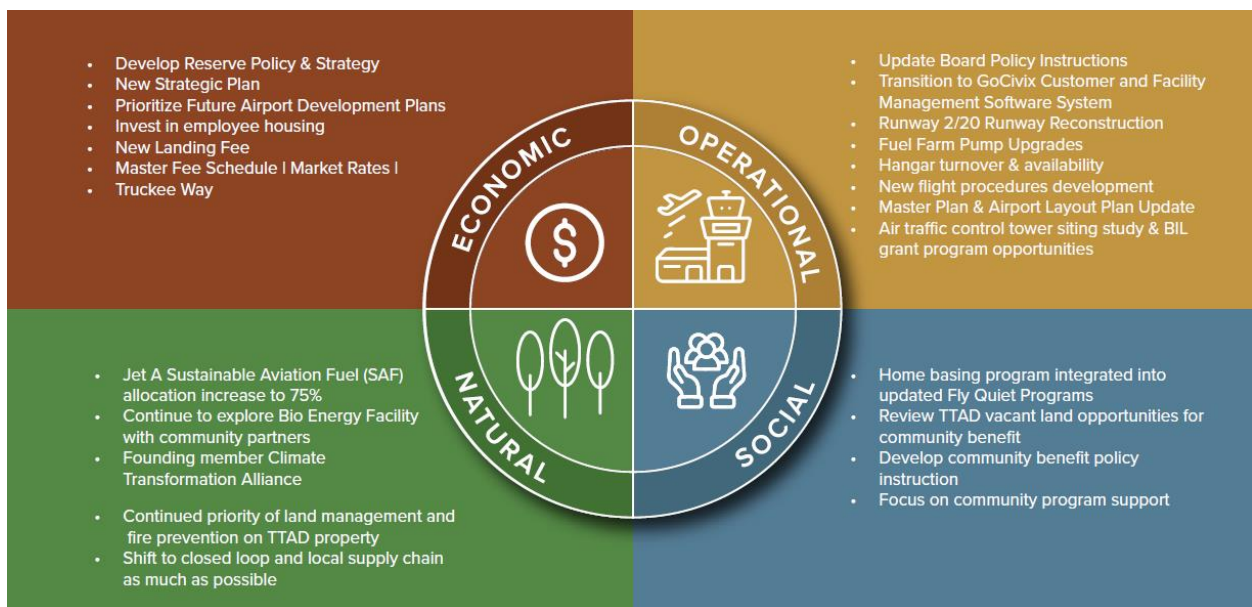 • Develop Reserve Policy & Strategy
• New Strategic Plan
• Prioritize Future Airport Development Plans
• Invest in employee housing
• New Landing Fee
• Master Fee Schedule | Market Rates |
• Truckee Way
ECONOMIC
$
OPERATIONAL
• Update Board Policy Instructions
• Transition to GoCivix Customer and Facility
Management Software System
• Runway 2/20 Runway Reconstruction
• Fuel Farm Pump Upgrades
• Hangar turnover & availability
• New flight procedures development
• Master Plan & Airport Layout Plan Update
• Air traffic control tower siting study & BIL
grant program opportunities
• Jet A Sustainable Aviation Fuel (SAF)
allocation increase to 75%
• Continue to explore Bio Energy Facility
with community partners
• Founding member Climate
Transformation Alliance
• Continued priority of land management and
fire prevention on TTAD property
• Shift to closed loop and local supply chain
as much as possible
NATURAL
SOCIAL
• Home basing program integrated into
updated Fly Quiet Programs
• Review TTAD vacant land opportunities for
community benefit
• Develop community benefit policy
instruction
• Focus on community program support